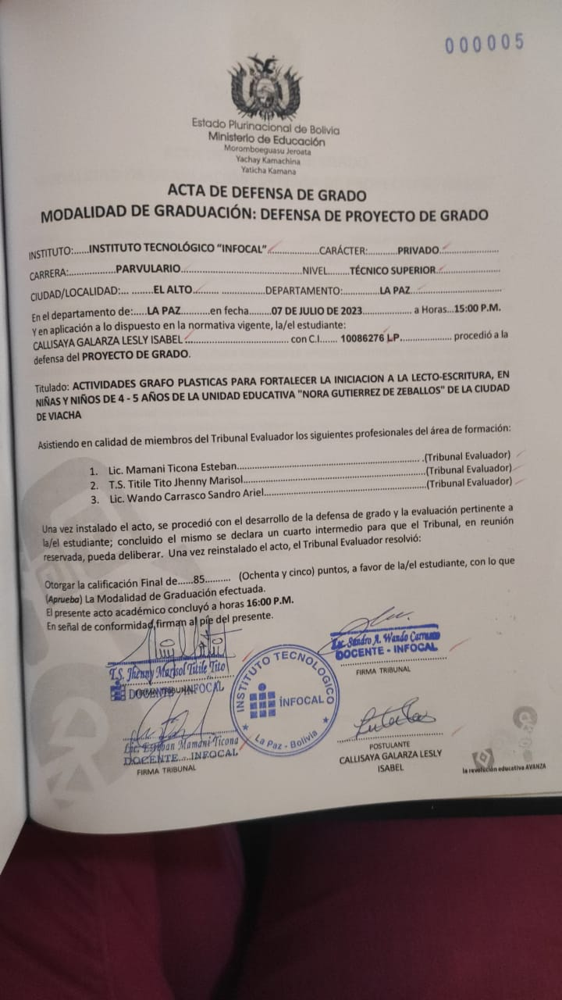 000005
Estado Plurinacional de Bolivia
Ministerio de Educación
Moromboeguasu Jeroata
Yachay Kamachina
Yaticha Kamana
ACTA DE DEFENSA DE GRADO
MODALIDAD DE GRADUACIÓN: DEFENSA DE PROYECTO DE GRADO
INSTITUTO:.....INSTITUTO TECNOLÓGICO "INFOCAL"....................CARÁCTER:...........PRIVADO......................
CARRERA:..................PARVULARIO..............................................NIVEL........TÉCNICO SUPERIOR........................
CIUDAD/LOCALIDAD:... ........EL ALTO......... .................DEPARTAMENTO:..............LA PAZ.................................
En el departamento de:.....LA PAZ...........en fecha.........07 DE JULIO DE 2023................... a Horas...15:00 P.M.
Y en aplicación a lo dispuesto en la normativa vigente, la/el estudiante:
CALLISAYA GALARZA LESLY ISABEL ........................................ con C.I....... 10086276 LP.................... procedió a la
defensa del PROYECTO DE GRADO.
Titulado: ACTIVIDADES GRAFO PLASTICAS PARA FORTALECER LA INICIACION A LA LECTO-ESCRITURA, EN
NIÑAS Y NIÑOS DE 4 - 5 AÑOS DE LA UNIDAD EDUCATIVA "NORA GUTIERREZ DE ZEBALLOS" DE LA CIUDAD
DE VIACHA
Asistiendo en calidad de miembros del Tribunal Evaluador los siguientes profesionales del área de formación:
1. Lic. Mamani Ticona Esteban.............................................................. .(Tribunal Evaluador)
2. T.S. Titile Tito Jhenny Marisol..............................................................(Tribunal Evaluador)
3. Lic. Wando Carrasco Sandro Ariel.......................................................(Tribunal Evaluador)
Una vez instalado el acto, se procedió con el desarrollo de la defensa de grado y la evaluación pertinente a
la/el estudiante; concluido el mismo se declara un cuarto intermedio para que el Tribunal, en reunión
reservada, pueda deliberar. Una vez reinstalado el acto, el Tribunal Evaluador resolvió:
Otorgar la calificación Final de......85.......... (Ochenta y cinco) puntos, a favor de la/el estudiante, con lo que
(Aprueba) La Modalidad de Graduación efectuada.
El presente acto académico concluyó a horas 16:00 P.M.
En señal de conformidad firman al pie del presente.
T.S. Jhenny Marisol Titile Tito
DOCENTE INFOCAL
FIRMA TRIBUNAL
Lic. Sandro A. Wando Carrasco
DOCENTE - INFOCAL
FIRMA TRIBUNAL
INSTITUTO TECNOLOGICO
INFOCAL
La Paz - Bolivia
Lic. Esteban Mamani Ticona
DOCENTE....INFOCAL
FIRMA TRIBUNAL
POSTULANTE
CALLISAYA GALARZA LESLY
ISABEL
la revolución educativa AVANZA